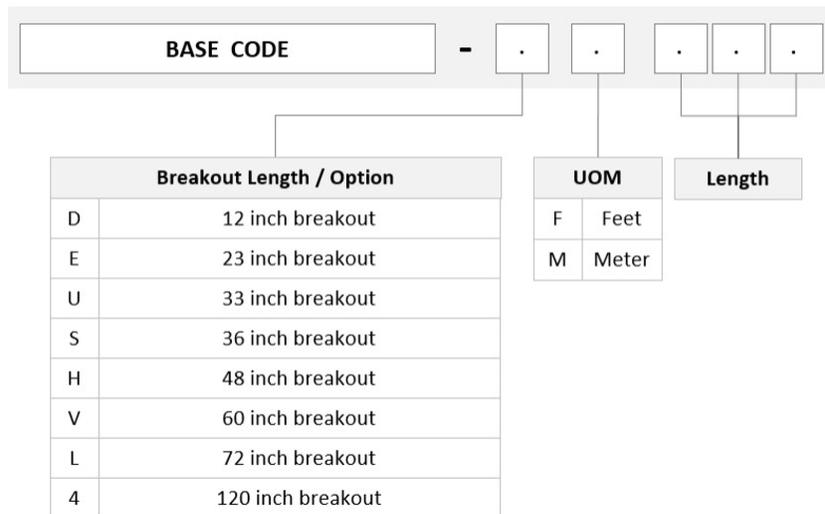 BASE CODE - . . . . .
Breakout Length / Option
D 12 inch breakout
E 23 inch breakout
U 33 inch breakout
S 36 inch breakout
H 48 inch breakout
V 60 inch breakout
L 72 inch breakout
4 120 inch breakout
UOM
F Feet
M Meter
Length